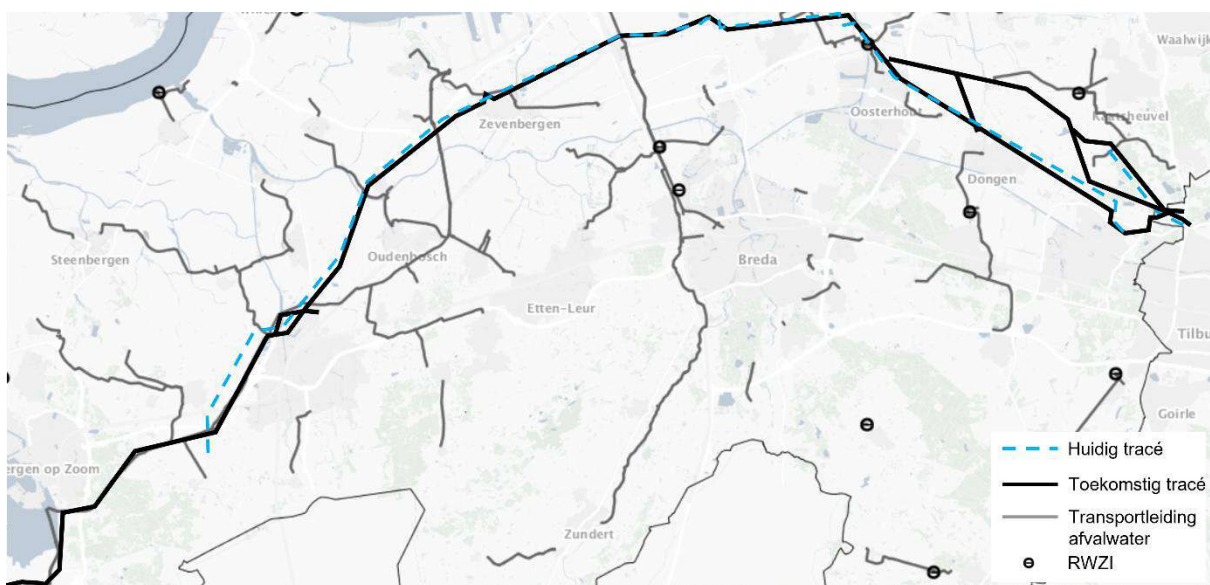 Waalwijk
Zevenbergen
Oosterhout
Kaatsheuvel
Dongen
Steenbergen
Oudenbosch
Breda
Etten-Leur
Tilbu
Goirle
ergen op Zoom
Zundert
Huidig tracé
Toekomstig tracé
Transportleiding
afvalwater
RWZI